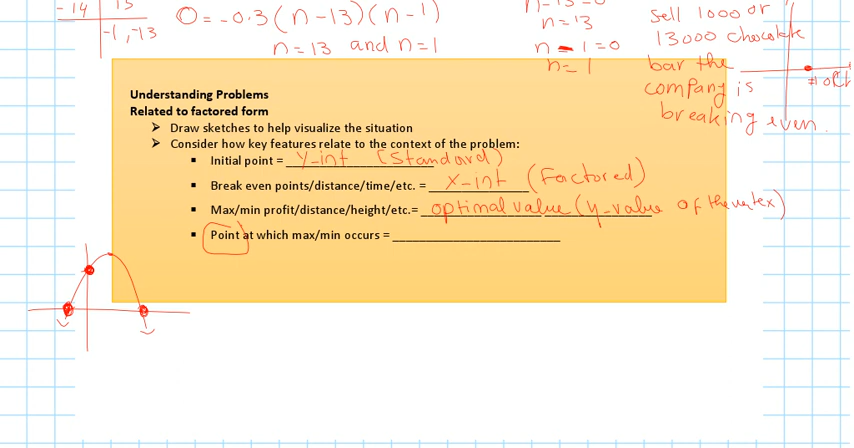 -14 | 13
-1, -13
0 = -0.3 (n-13)(n-1)
n = 13 and n = 1
n = 13
n - 1 = 0
n = 1
sell 1000 or
13000 chocolate
bar the
company is
breaking even.
Understanding Problems
Related to factored form
➤ Draw sketches to help visualize the situation
➤ Consider how key features relate to the context of the problem:
▪ Initial point = y-int (Standard)
▪ Break even points/distance/time/etc. = x-int (Factored)
▪ Max/min profit/distance/height/etc.= optimal value (y-value of the vertex)
▪ Point at which max/min occurs = ____________________